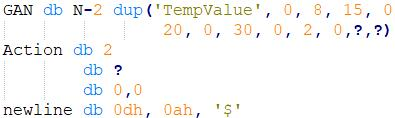 GAN db N-2 dup('TempValue', 0, 8, 15, 0
20, 0, 30, 0, 2, 0,?,?)
Action db 2
db ?
db 0,0
newline db 0dh, 0ah, '$'